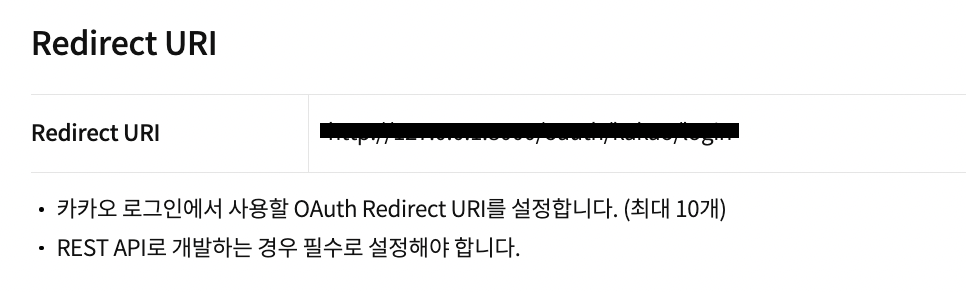 Redirect URI
Redirect URI
• 카카오 로그인에서 사용할 OAuth Redirect URI를 설정합니다. (최대 10개)
• REST API로 개발하는 경우 필수로 설정해야 합니다.